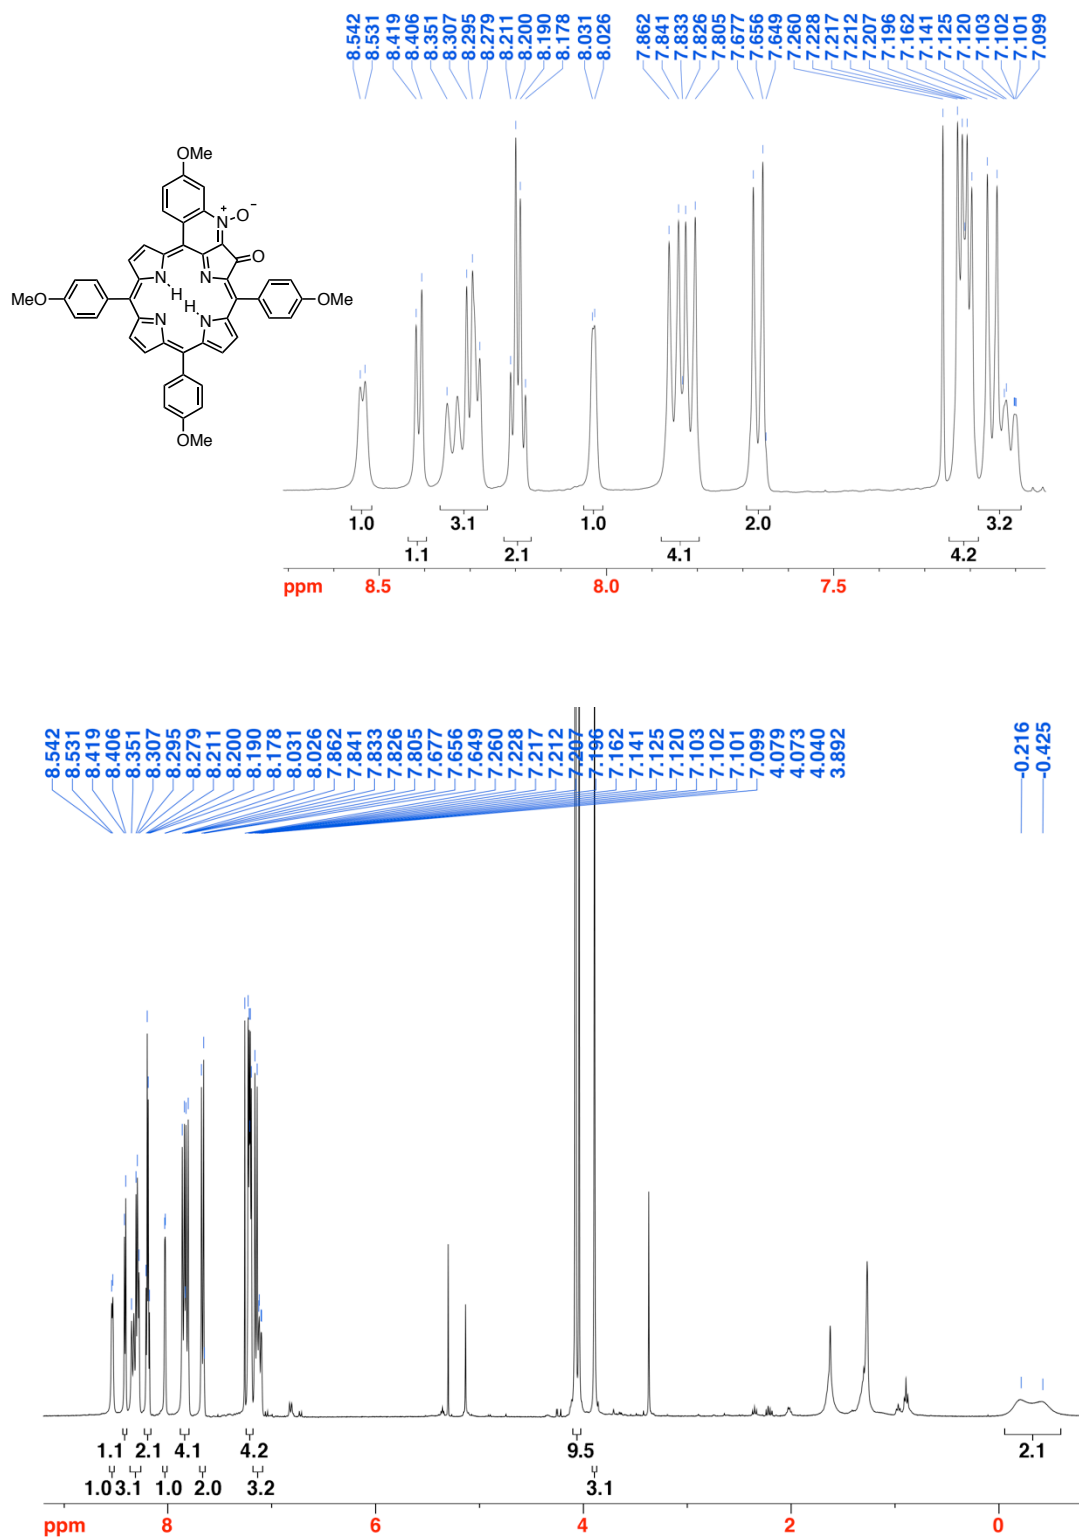 8.542 8.531 8.419 8.406 8.351 8.307 8.295 8.279 8.211 8.200 8.190 8.178 8.031 8.026 7.862 7.841 7.833 7.826 7.805 7.677 7.656 7.649 7.260 7.228 7.217 7.212 7.207 7.196 7.162 7.141 7.125 7.120 7.103 7.102 7.101 7.099
OMe
N + O −
O
N N
H
MeO OMe
H
N N
OMe
1.0 3.1 1.0 2.0 3.2
1.1 2.1 4.1 4.2
ppm 8.5 8.0 7.5
8.542 8.531 8.419 8.406 8.351 8.307 8.295 8.279 8.211 8.200 8.190 8.178 8.031 8.026 7.862 7.841 7.833 7.826 7.805 7.677 7.656 7.649 7.260 7.228 7.217 7.212 7.207 7.196 7.162 7.141 7.125 7.120 7.103 7.102 7.101 7.099 4.079 4.073 4.040 3.892 -0.216 -0.425
1.1 2.1 4.1 4.2 9.5 2.1
1.0 3.1 1.0 2.0 3.2 3.1
ppm 8 6 4 2 0